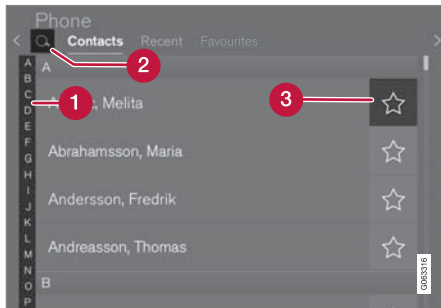 Phone
Contacts Recent Favourites
2
A
A
B
C
D
E
F
G
H
I
J
K
L
M
N
O
P
1
, Melita
3
Abrahamsson, Maria
Andersson, Fredrik
Andreasson, Thomas
B
G063316